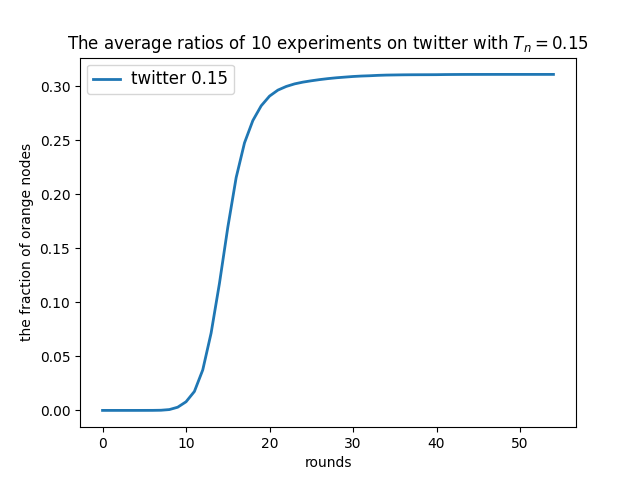 The average ratios of 10 experiments on twitter with Tₙ = 0.15
twitter 0.15
0.30
0.25
0.20
0.15
0.10
0.05
0.00
the fraction of orange nodes
0 10 20 30 40 50
rounds